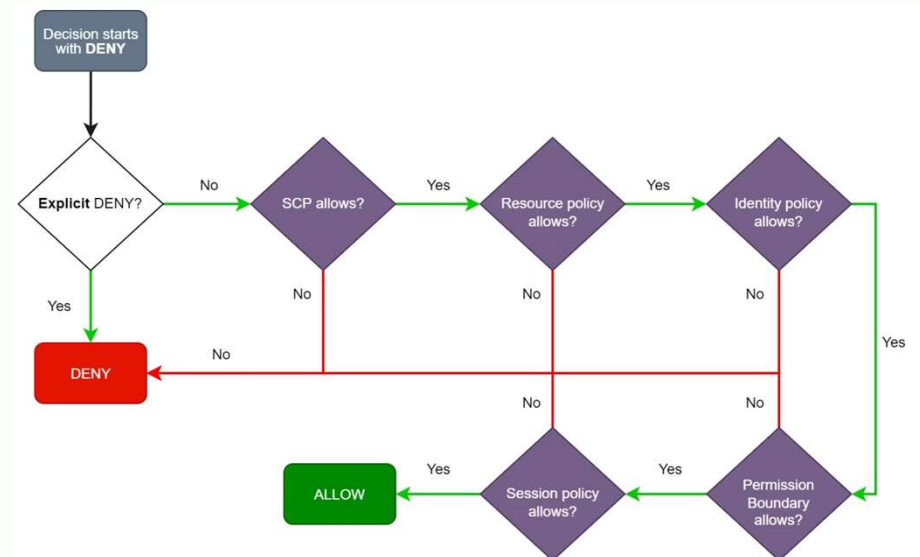 Decision starts
with DENY
Explicit DENY?
No
SCP allows?
Yes
Resource policy
allows?
Yes
Identity policy
allows?
Yes
No
No
No
Yes
No
DENY
No
No
Yes
ALLOW
Yes
Session policy
allows?
Yes
Permission
Boundary
allows?